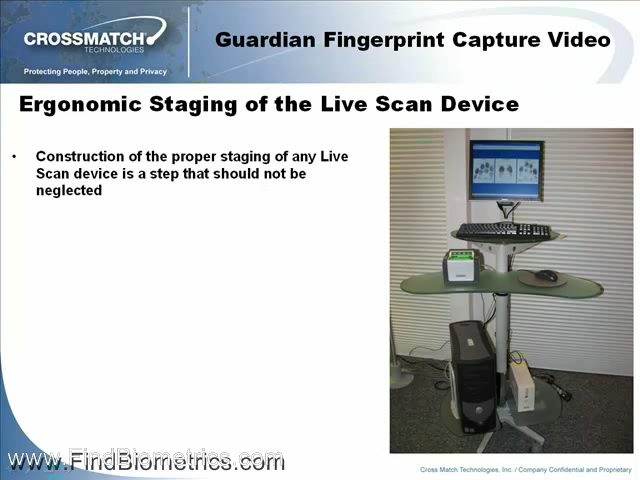 CROSSMATCH
TECHNOLOGIES
Protecting People, Property and Privacy
Guardian Fingerprint Capture Video
Ergonomic Staging of the Live Scan Device
• Construction of the proper staging of any Live
Scan device is a step that should not be
neglected
www.FindBiometrics.com
Cross Match Technologies, Inc. / Company Confidential and Proprietary